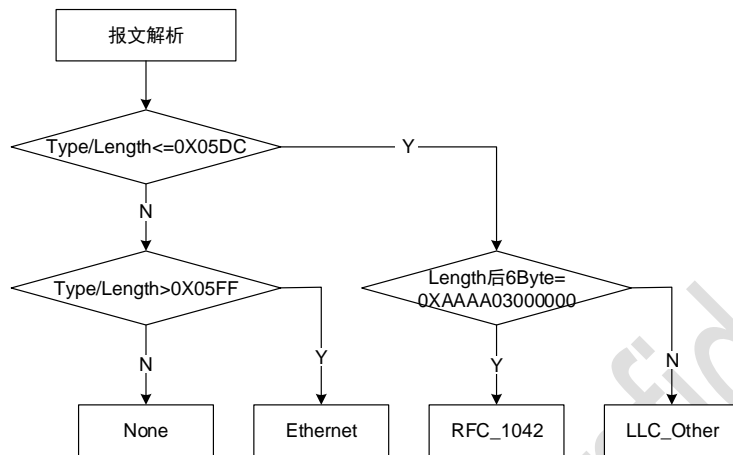 报文解析
Type/Length<=0X05DC
Y
N
Type/Length>0X05FF
Length后6Byte=
0XAAAA03000000
N
Y
Y
N
None
Ethernet
RFC_1042
LLC_Other
fid